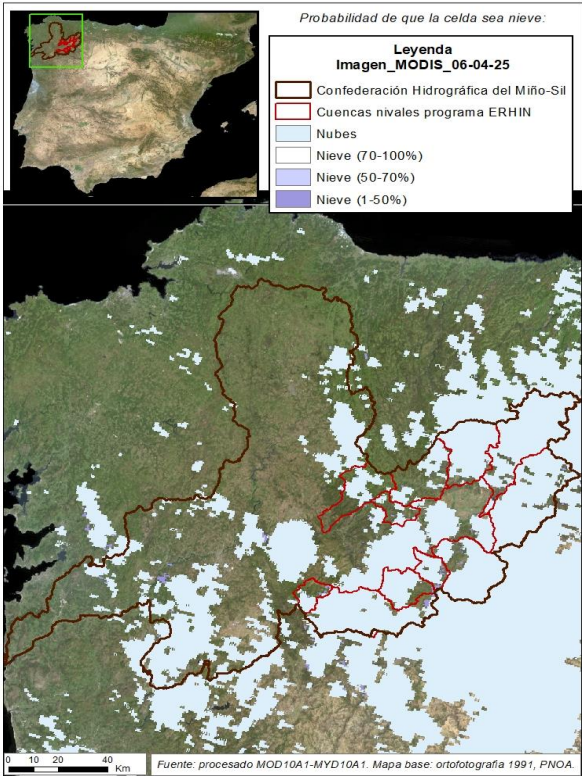 Probabilidad de que la celda sea nieve:
Leyenda
Imagen_MODIS_06-04-25
Confederación Hidrográfica del Miño-Sil
Cuencas nivales programa ERHIN
Nubes
Nieve (70-100%)
Nieve (50-70%)
Nieve (1-50%)
0 10 20 40
Km
Fuente: procesado MOD10A1-MYD10A1. Mapa base: ortofotografía 1991, PNOA.